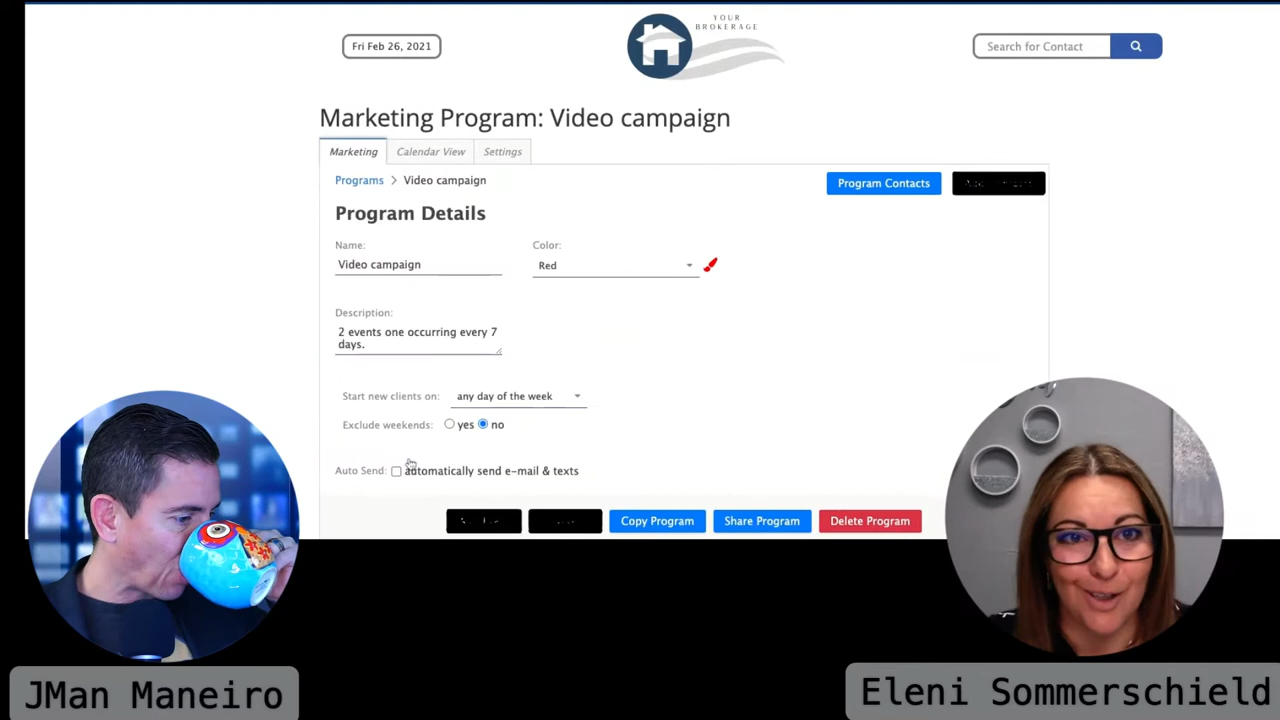 Fri Feb 26, 2021
YOUR
BROKERAGE
Search for Contact
Marketing Program: Video campaign
Marketing
Calendar View
Settings
Programs > Video campaign
Program Contacts
Program Details
Name:
Color:
Video campaign
Red
Description:
2 events one occurring every 7
days.
Start new clients on: any day of the week
Exclude weekends: yes no
Auto Send: automatically send e-mail & texts
Copy Program
Share Program
Delete Program
JMan Maneiro
Eleni Sommerschield